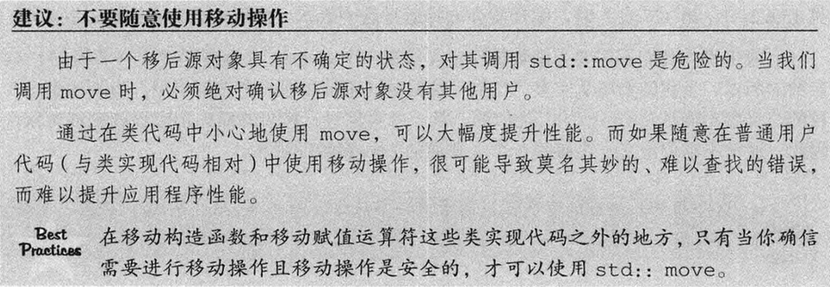 建议：不要随意使用移动操作
由于一个移后源对象具有不确定的状态，对其调用 std::move 是危险的。当我们
调用 move 时，必须绝对确认移后源对象没有其他用户。
通过在类代码中小心地使用 move，可以大幅度提升性能。而如果随意在普通用户
代码（与类实现代码相对）中使用移动操作，很可能导致莫名其妙的、难以查找的错误，
而难以提升应用程序性能。
Best 在移动构造函数和移动赋值运算符这些类实现代码之外的地方，只有当你确信
Practices 需要进行移动操作且移动操作是安全的，才可以使用 std:: move。